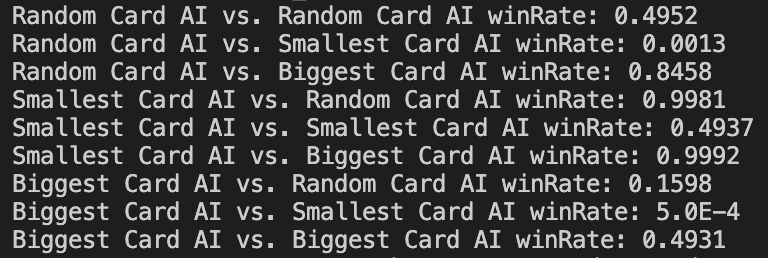 Random Card AI vs. Random Card AI winRate: 0.4952
Random Card AI vs. Smallest Card AI winRate: 0.0013
Random Card AI vs. Biggest Card AI winRate: 0.8458
Smallest Card AI vs. Random Card AI winRate: 0.9981
Smallest Card AI vs. Smallest Card AI winRate: 0.4937
Smallest Card AI vs. Biggest Card AI winRate: 0.9992
Biggest Card AI vs. Random Card AI winRate: 0.1598
Biggest Card AI vs. Smallest Card AI winRate: 5.0E-4
Biggest Card AI vs. Biggest Card AI winRate: 0.4931